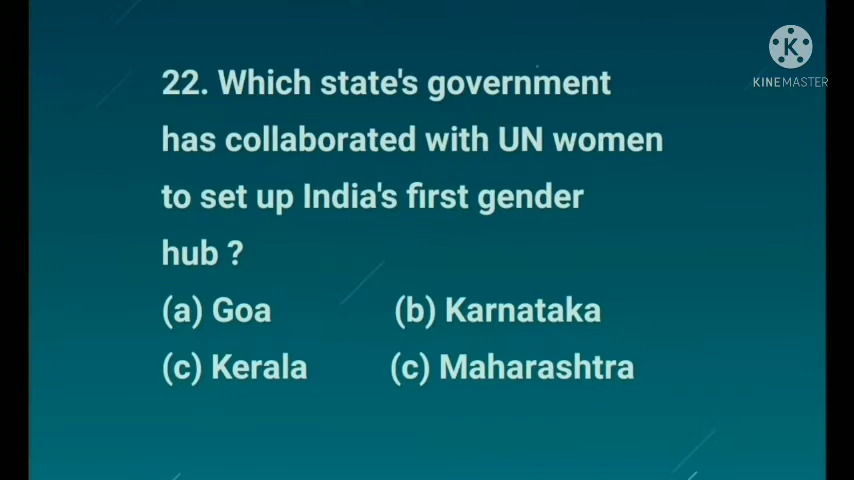 K
KINEMASTER
22. Which state's government
has collaborated with UN women
to set up India's first gender
hub ?
(a) Goa (b) Karnataka
(c) Kerala (c) Maharashtra